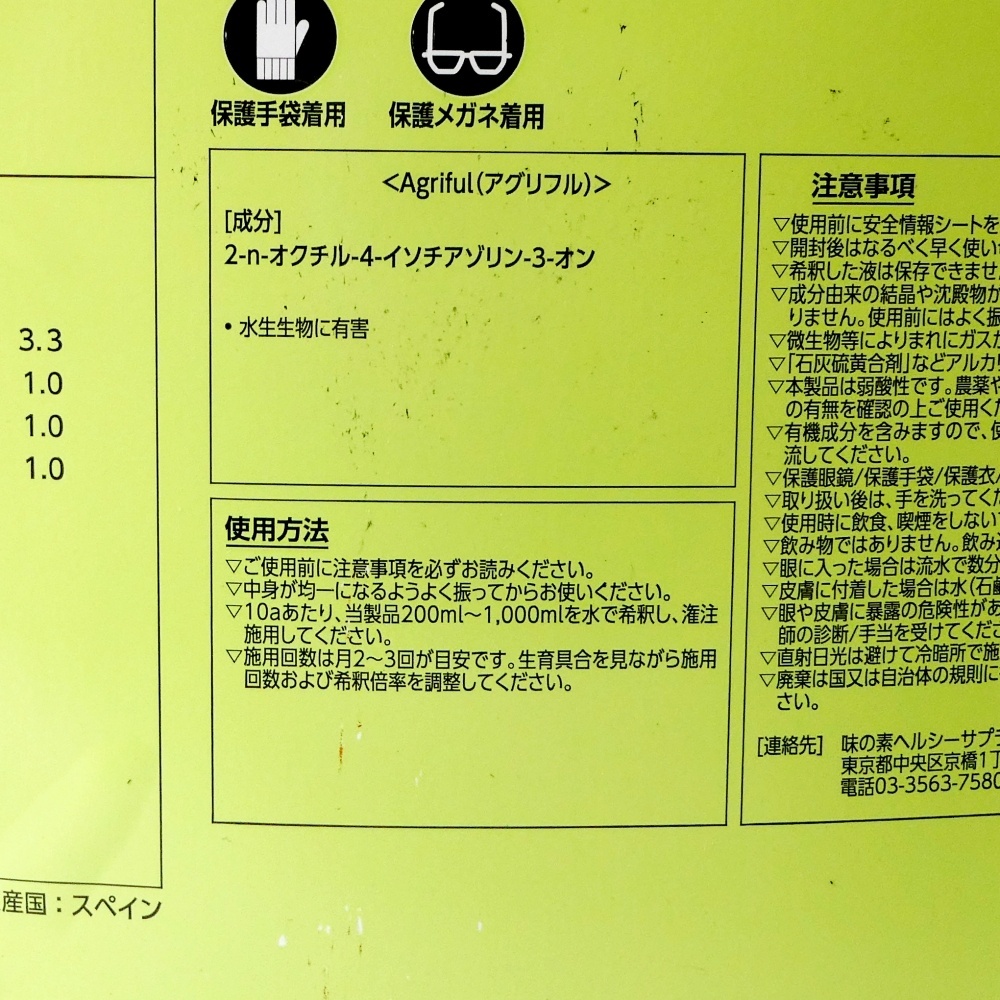 保護手袋着用
保護メガネ着用
3.3
1.0
1.0
1.0
産国：スペイン
<Agriful(アグリフル)>
[成分]
2-n-オクチル-4-イソチアゾリン-3-オン
• 水生生物に有害
使用方法
▽ご使用前に注意事項を必ずお読みください。
▽中身が均一になるようよく振ってからお使いください。
▽10aあたり、当製品200ml～1,000mlを水で希釈し、潅注
施用してください。
▽施用回数は月2～3回が目安です。生育具合を見ながら施用
回数および希釈倍率を調整してください。
注意事項
▽使用前に安全情報シートを
▽開封後はなるべく早く使い
▽希釈した液は保存できませ
▽成分由来の結晶や沈殿物が
りません。使用前にはよく振
▽微生物等によりまれにガスが
▽「石灰硫黄合剤」などアルカリ
▽本製品は弱酸性です。農薬や
の有無を確認の上ご使用くだ
▽有機成分を含みますので、使
流してください。
▽保護眼鏡/保護手袋/保護衣
▽取り扱い後は、手を洗ってくだ
▽使用時に飲食、喫煙をしない
▽飲み物ではありません。飲み込
▽眼に入った場合は流水で数分
▽皮膚に付着した場合は水(石鹸
▽眼や皮膚に暴露の危険性があ
師の診断/手当を受けてくださ
▽直射日光は避けて冷暗所で施
▽廃棄は国又は自治体の規則に
さい。
[連絡先] 味の素ヘルシーサプラ
東京都中央区京橋1丁
電話03-3563-7580